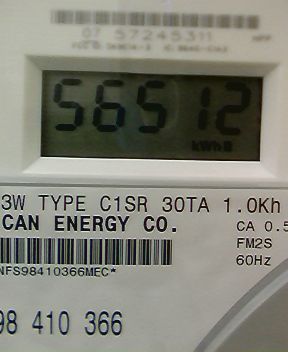 07 57245311
56512
kWh
3W TYPE C1SR 30TA 1.0Kh
CAN ENERGY CO.
CA 0.5
FM2S
NFS98410366MEC*
60Hz
98 410 366